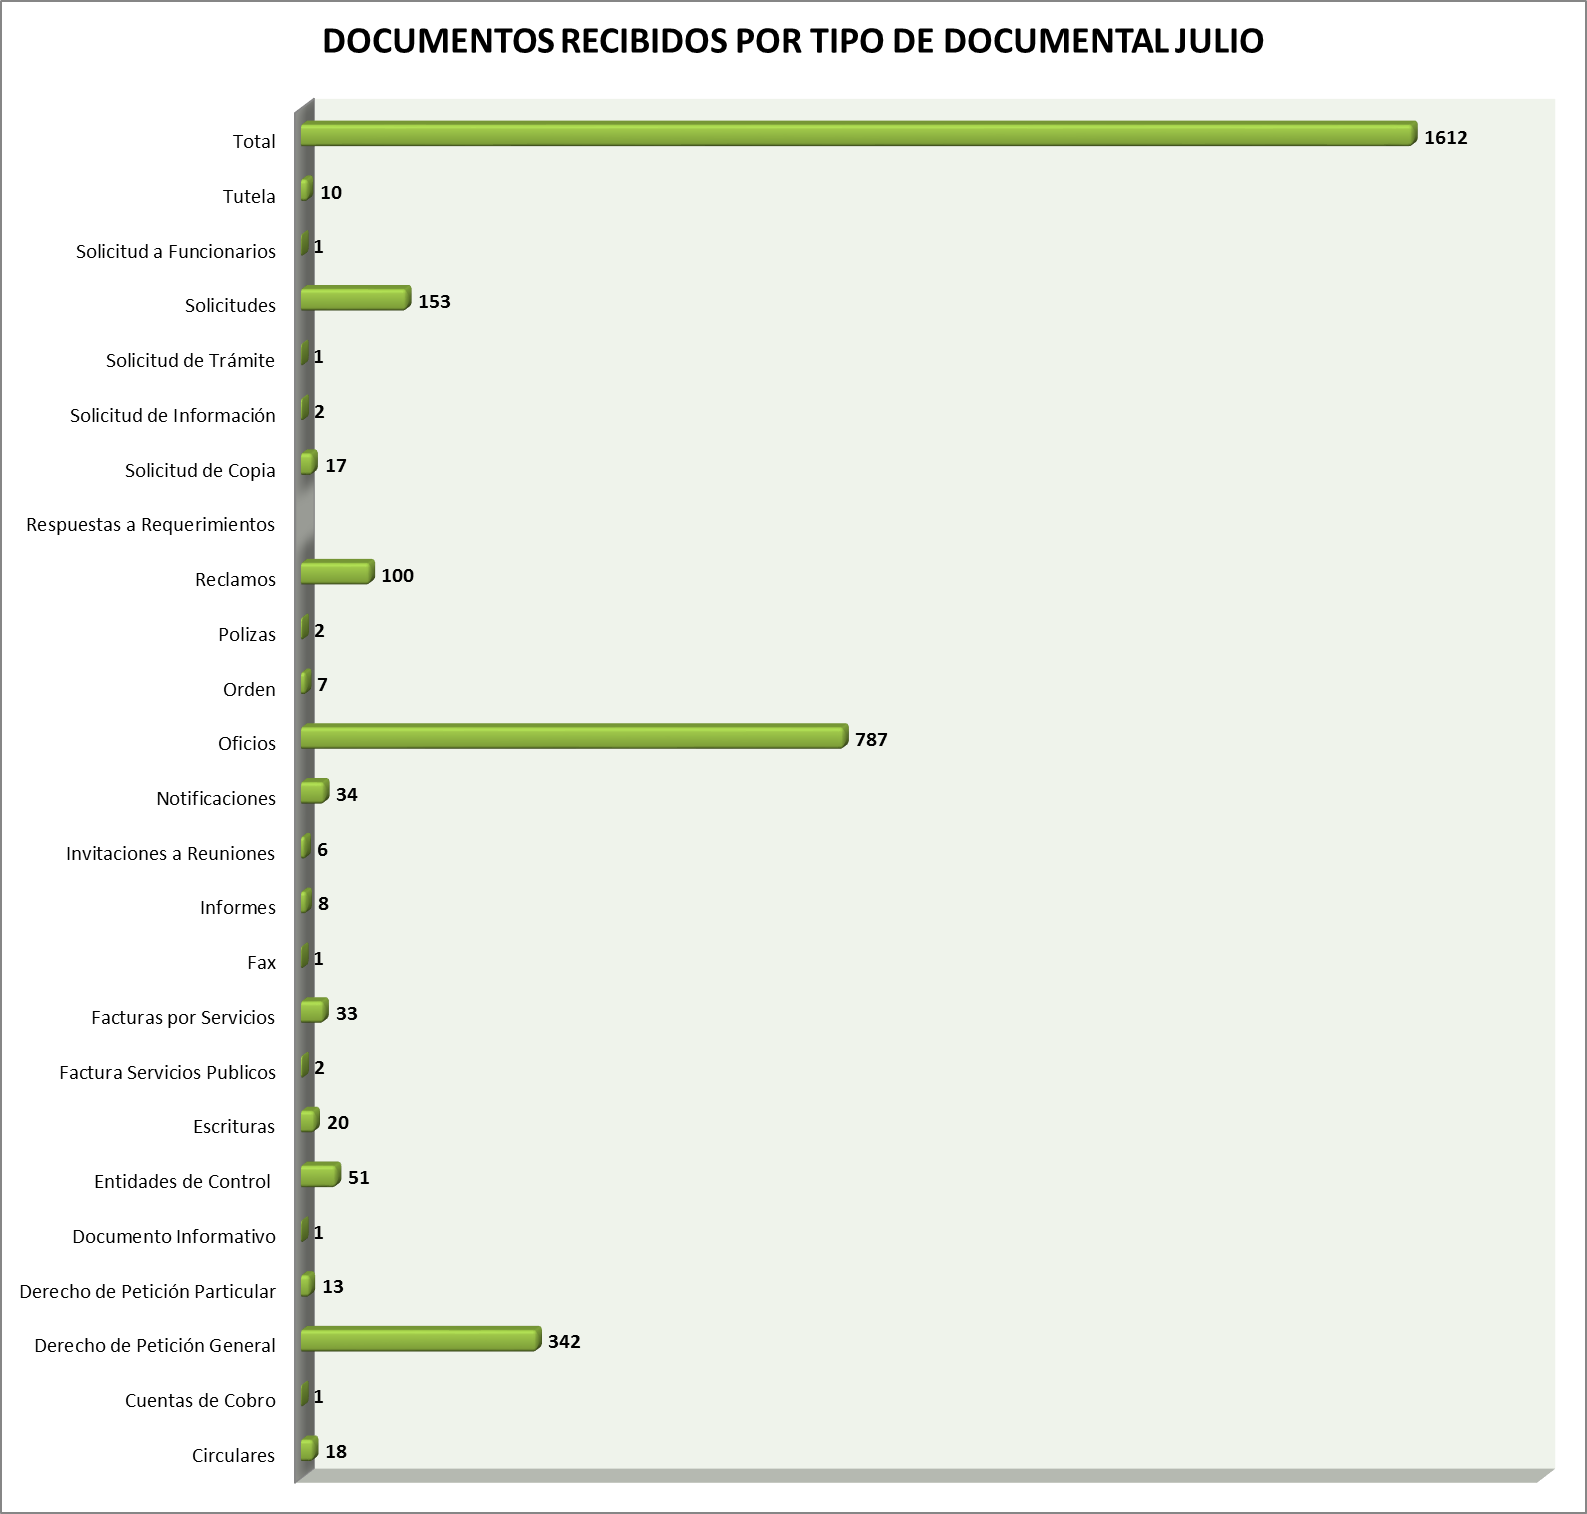 DOCUMENTOS RECIBIDOS POR TIPO DE DOCUMENTAL JULIO
Total 1612
Tutela 10
Solicitud a Funcionarios 1
Solicitudes 153
Solicitud de Trámite 1
Solicitud de Información 2
Solicitud de Copia 17
Respuestas a Requerimientos
Reclamos 100
Polizas 2
Orden 7
Oficios 787
Notificaciones 34
Invitaciones a Reuniones 6
Informes 8
Fax 1
Facturas por Servicios 33
Factura Servicios Publicos 2
Escrituras 20
Entidades de Control 51
Documento Informativo 1
Derecho de Petición Particular 13
Derecho de Petición General 342
Cuentas de Cobro 1
Circulares 18